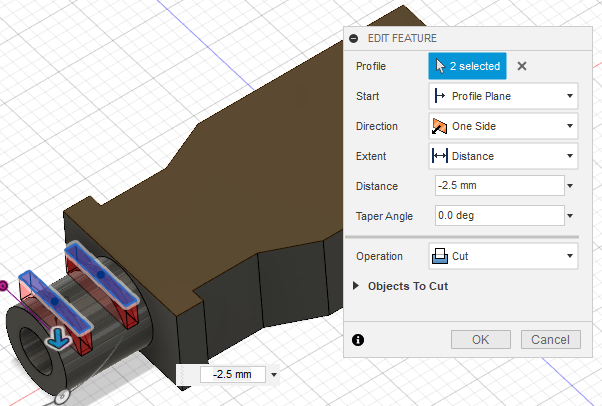 EDIT FEATURE
Profile 2 selected
Start Profile Plane
Direction One Side
Extent Distance
Distance -2.5 mm
Taper Angle 0.0 deg
Operation Cut
Objects To Cut
OK Cancel
-2.5 mm